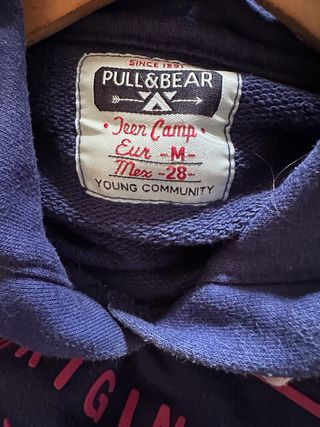 SINCE 1991
PULL&BEAR
• Teen Camp •
Eur - M -
Mex - 28 -
YOUNG COMMUNITY